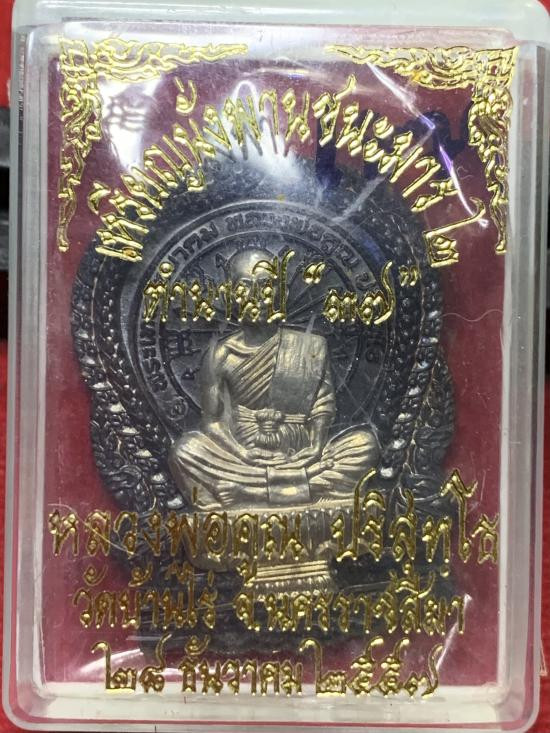 เหรียญนั่งพานชนะมาร ๒
ตำนานปี "๓๗"
หลวงพ่อคูณ ปริสุทฺโธ
วัดบ้านไร่ จ.นครราชสีมา
๒๘ ธันวาคม ๒๕๕๗